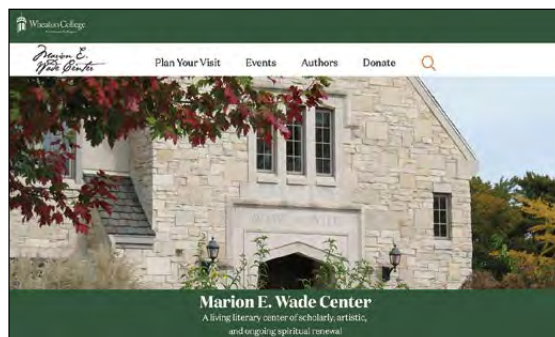 Wheaton College
Marion E.
Wade Center
Plan Your Visit Events Authors Donate
Marion E. Wade Center
A living literary center of scholarly, artistic,
and ongoing spiritual renewal